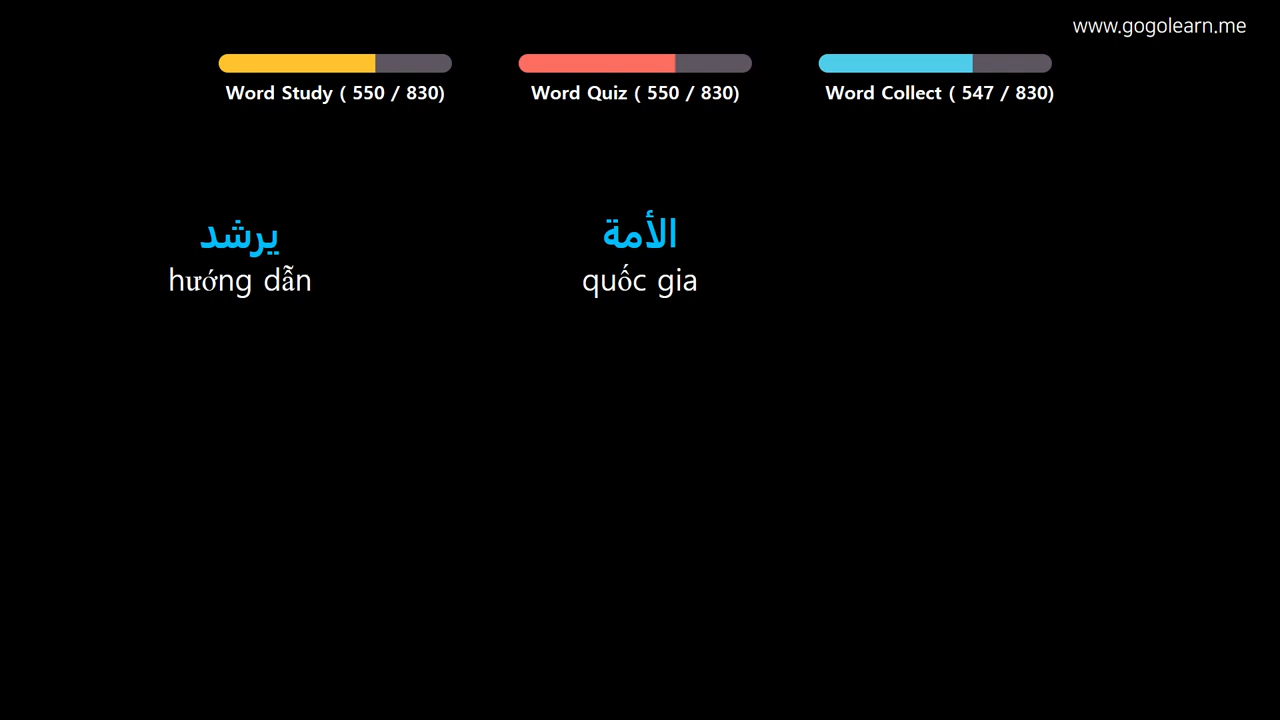 www.gogolearn.me
Word Study ( 550 / 830)
Word Quiz ( 550 / 830)
Word Collect ( 547 / 830)
يرشد
hướng dẫn
الأمة
quốc gia